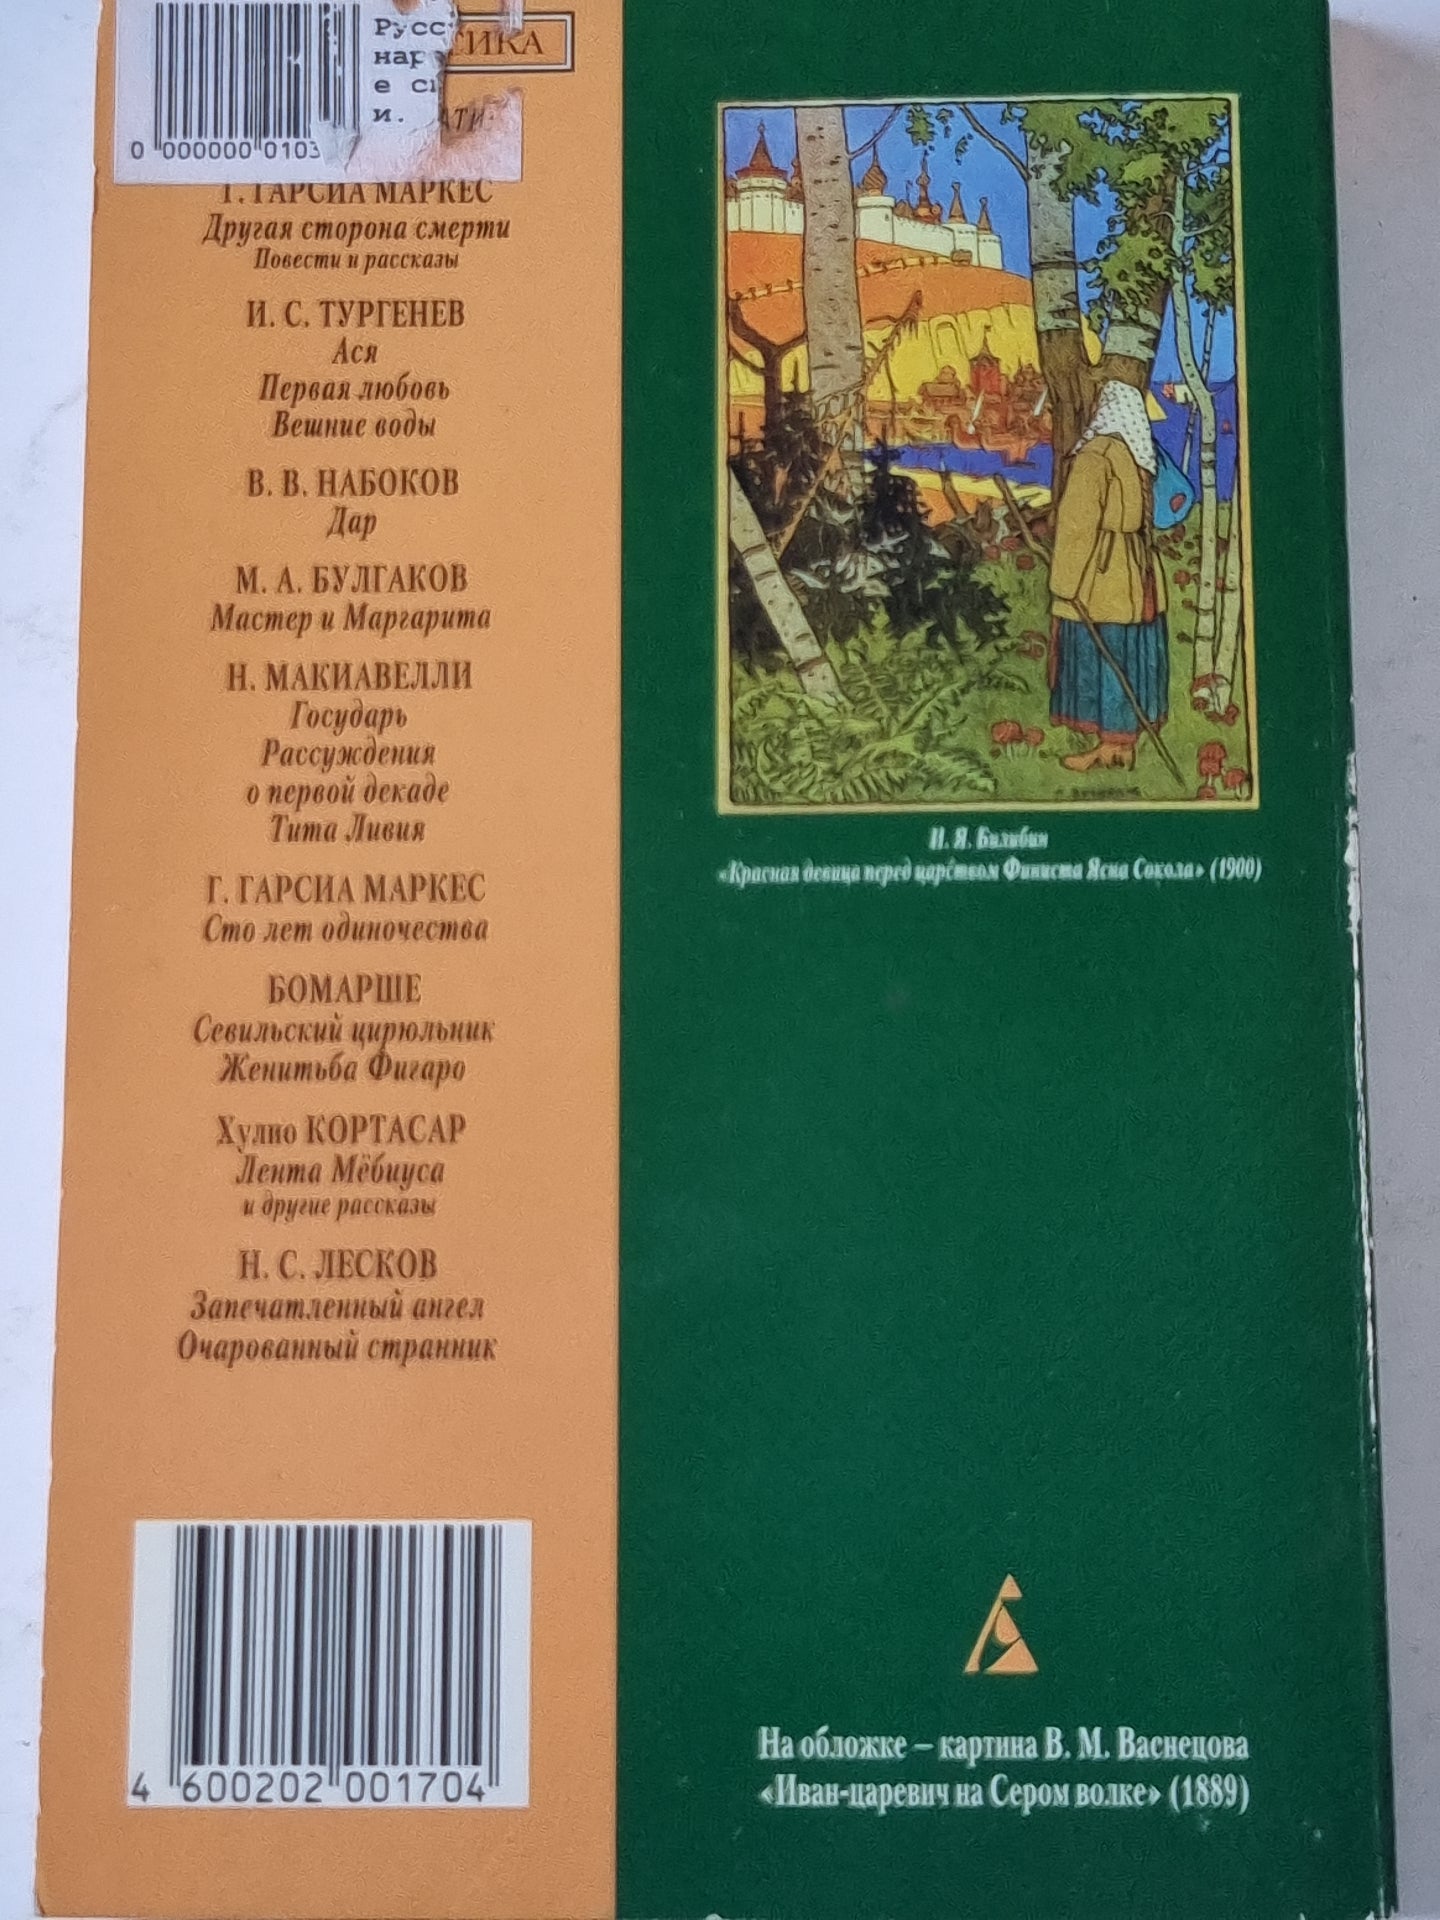 0 000000 0103
Г. ГАРСИА МАРКЕС
Другая сторона смерти
Повести и рассказы
И. С. ТУРГЕНЕВ
Ася
Первая любовь
Вешние воды
В. В. НАБОКОВ
Дар
М. А. БУЛГАКОВ
Мастер и Маргарита
Н. МАКИАВЕЛЛИ
Государь
Рассуждения
о первой декаде
Тита Ливия
Г. ГАРСИА МАРКЕС
Сто лет одиночества
БОМАРШЕ
Севильский цирюльник
Женитьба Фигаро
Хулио КОРТАСАР
Лента Мёбиуса
и другие рассказы
Н. С. ЛЕСКОВ
Запечатленный ангел
Очарованный странник
4 600202 001704
И. Я. Билибин
«Красная девица перед царством Финиста Ясна Сокола» (1900)
На обложке – картина В. М. Васнецова
«Иван-царевич на Сером волке» (1889)